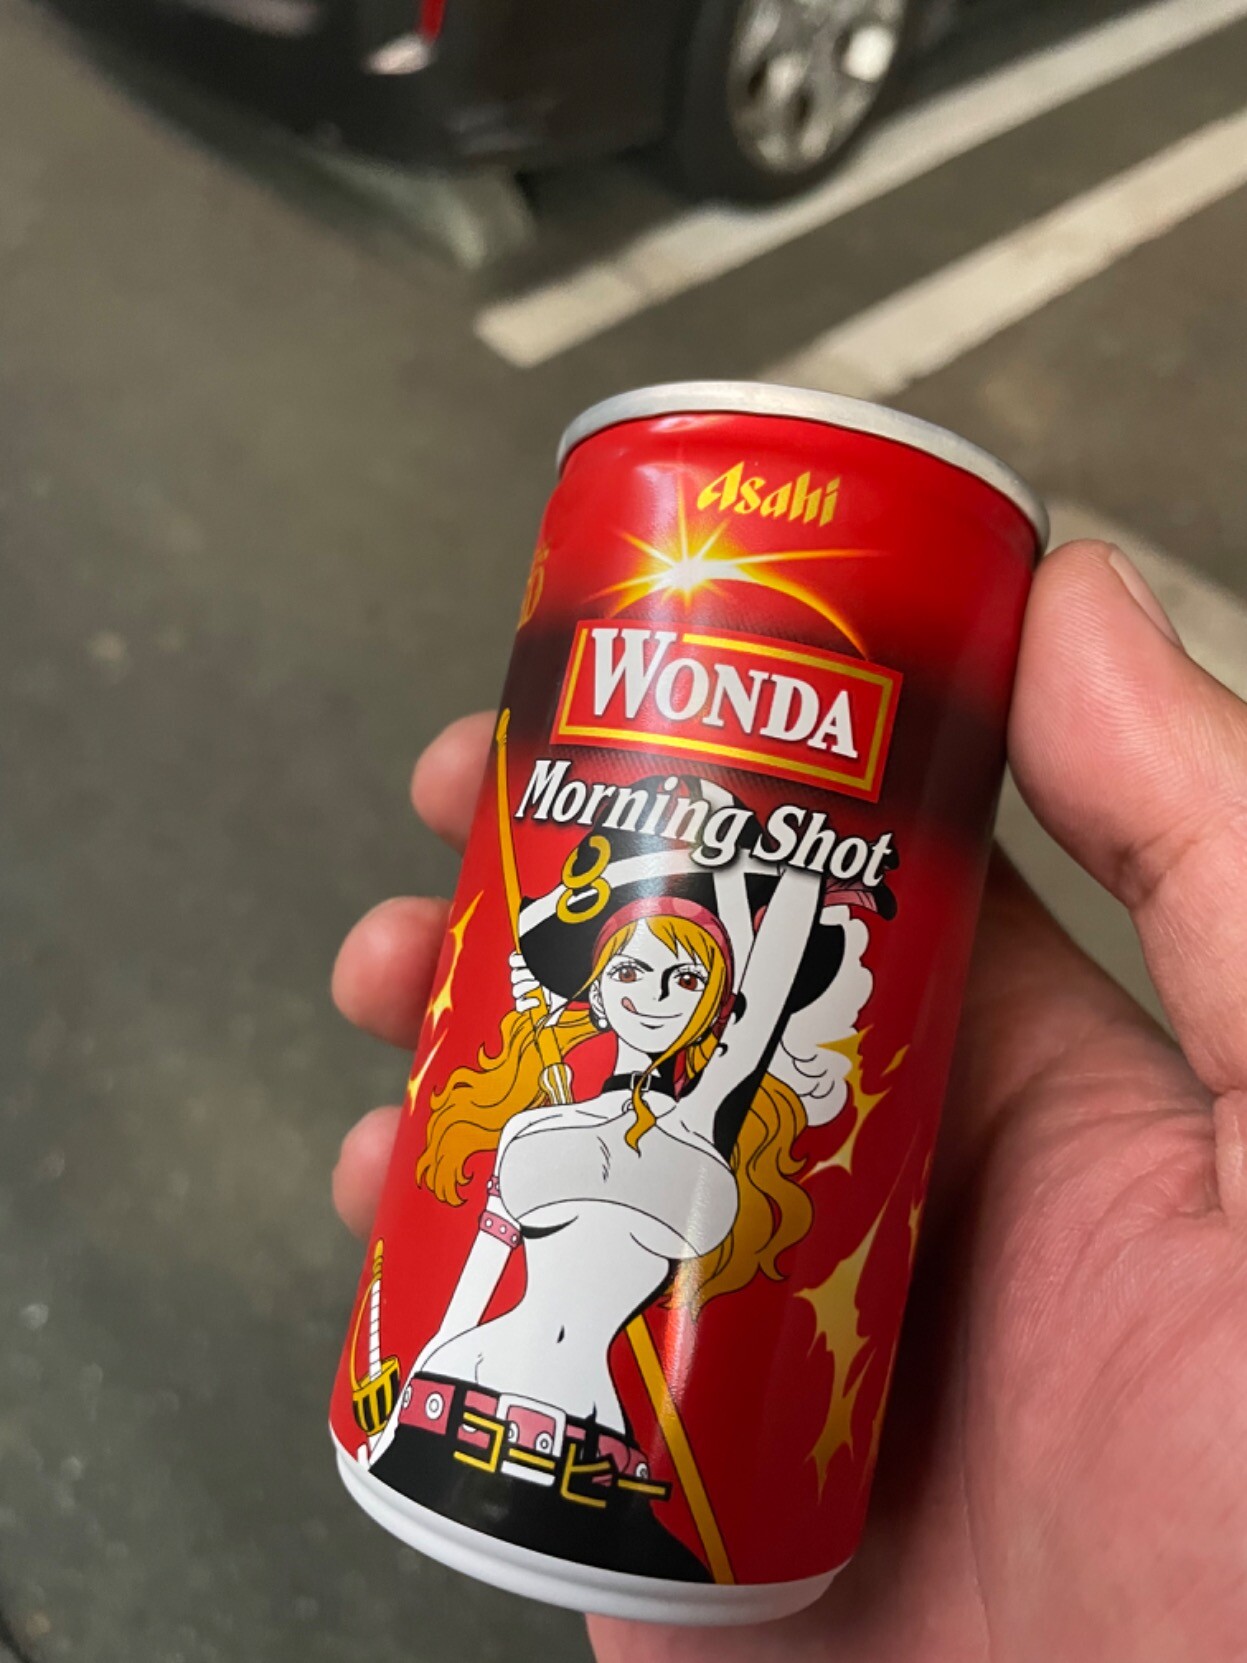 Asahi
WONDA
Morning Shot
コーヒー